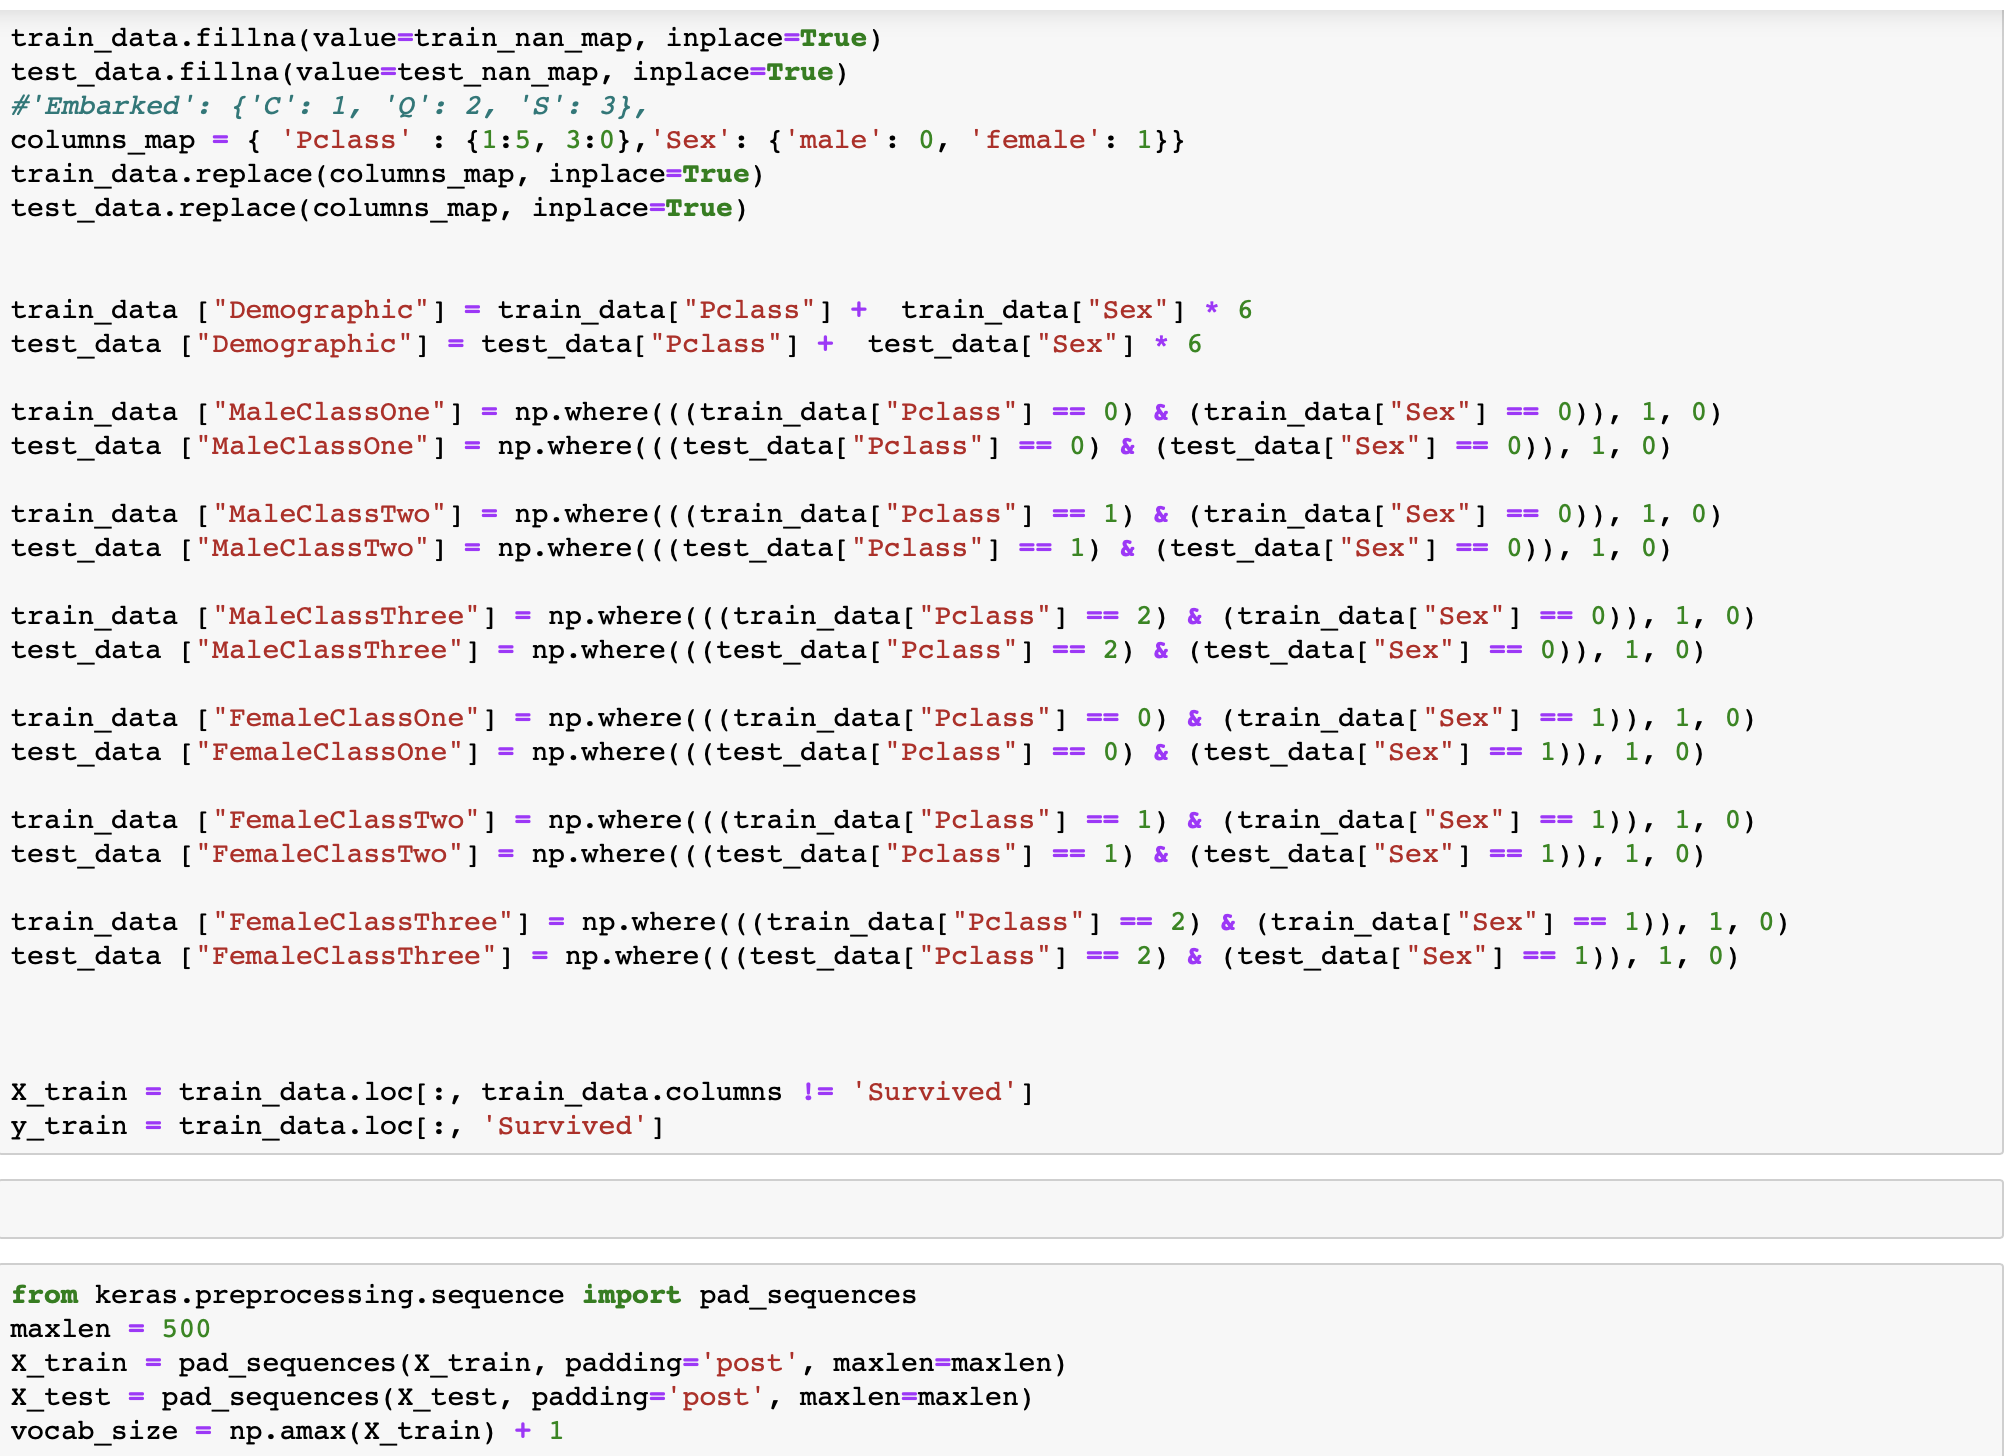 train_data.fillna(value=train_nan_map, inplace=True)
test_data.fillna(value=test_nan_map, inplace=True)
#'Embarked': {'C': 1, 'Q': 2, 'S': 3},
columns_map = { 'Pclass' : {1:5, 3:0},'Sex': {'male': 0, 'female': 1}}
train_data.replace(columns_map, inplace=True)
test_data.replace(columns_map, inplace=True)
train_data ["Demographic"] = train_data["Pclass"] +  train_data["Sex"] * 6
test_data ["Demographic"] = test_data["Pclass"] +  test_data["Sex"] * 6
train_data ["MaleClassOne"] = np.where(((train_data["Pclass"] == 0) & (train_data["Sex"] == 0)), 1, 0)
test_data ["MaleClassOne"] = np.where(((test_data["Pclass"] == 0) & (test_data["Sex"] == 0)), 1, 0)
train_data ["MaleClassTwo"] = np.where(((train_data["Pclass"] == 1) & (train_data["Sex"] == 0)), 1, 0)
test_data ["MaleClassTwo"] = np.where(((test_data["Pclass"] == 1) & (test_data["Sex"] == 0)), 1, 0)
train_data ["MaleClassThree"] = np.where(((train_data["Pclass"] == 2) & (train_data["Sex"] == 0)), 1, 0)
test_data ["MaleClassThree"] = np.where(((test_data["Pclass"] == 2) & (test_data["Sex"] == 0)), 1, 0)
train_data ["FemaleClassOne"] = np.where(((train_data["Pclass"] == 0) & (train_data["Sex"] == 1)), 1, 0)
test_data ["FemaleClassOne"] = np.where(((test_data["Pclass"] == 0) & (test_data["Sex"] == 1)), 1, 0)
train_data ["FemaleClassTwo"] = np.where(((train_data["Pclass"] == 1) & (train_data["Sex"] == 1)), 1, 0)
test_data ["FemaleClassTwo"] = np.where(((test_data["Pclass"] == 1) & (test_data["Sex"] == 1)), 1, 0)
train_data ["FemaleClassThree"] = np.where(((train_data["Pclass"] == 2) & (train_data["Sex"] == 1)), 1, 0)
test_data ["FemaleClassThree"] = np.where(((test_data["Pclass"] == 2) & (test_data["Sex"] == 1)), 1, 0)
X_train = train_data.loc[:, train_data.columns != 'Survived']
y_train = train_data.loc[:, 'Survived']
from keras.preprocessing.sequence import pad_sequences
maxlen = 500
X_train = pad_sequences(X_train, padding='post', maxlen=maxlen)
X_test = pad_sequences(X_test, padding='post', maxlen=maxlen)
vocab_size = np.amax(X_train) + 1